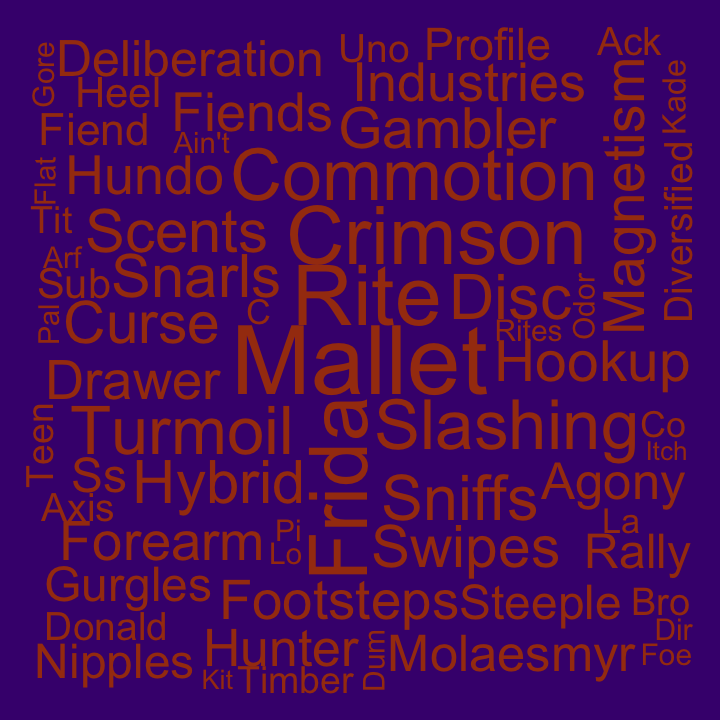 Gore
Deliberation
Uno
Profile
Ack
Heel
Fiends
Industries
Kade
Fiend
Ain't
Gambler
Magnetism
Flat
Hundo
Commotion
Diversified
Tit
Scents
Crimson
Arf
Sub
Snarls
Rite
Disc
Odor
Pal
Curse
C
Rites
Drawer
Mallet
Hookup
Teen
Turmoil
Frida
Slashing
Co
Itch
Ss
Hybrid
Sniffs
Agony
Axis
Forearm
Pi
Lo
Swipes
La
Rally
Gurgles
Footsteps
Steeple
Bro
Donald
Hunter
Dum
Molaesmyr
Dir
Foe
Nipples
Kit
Timber